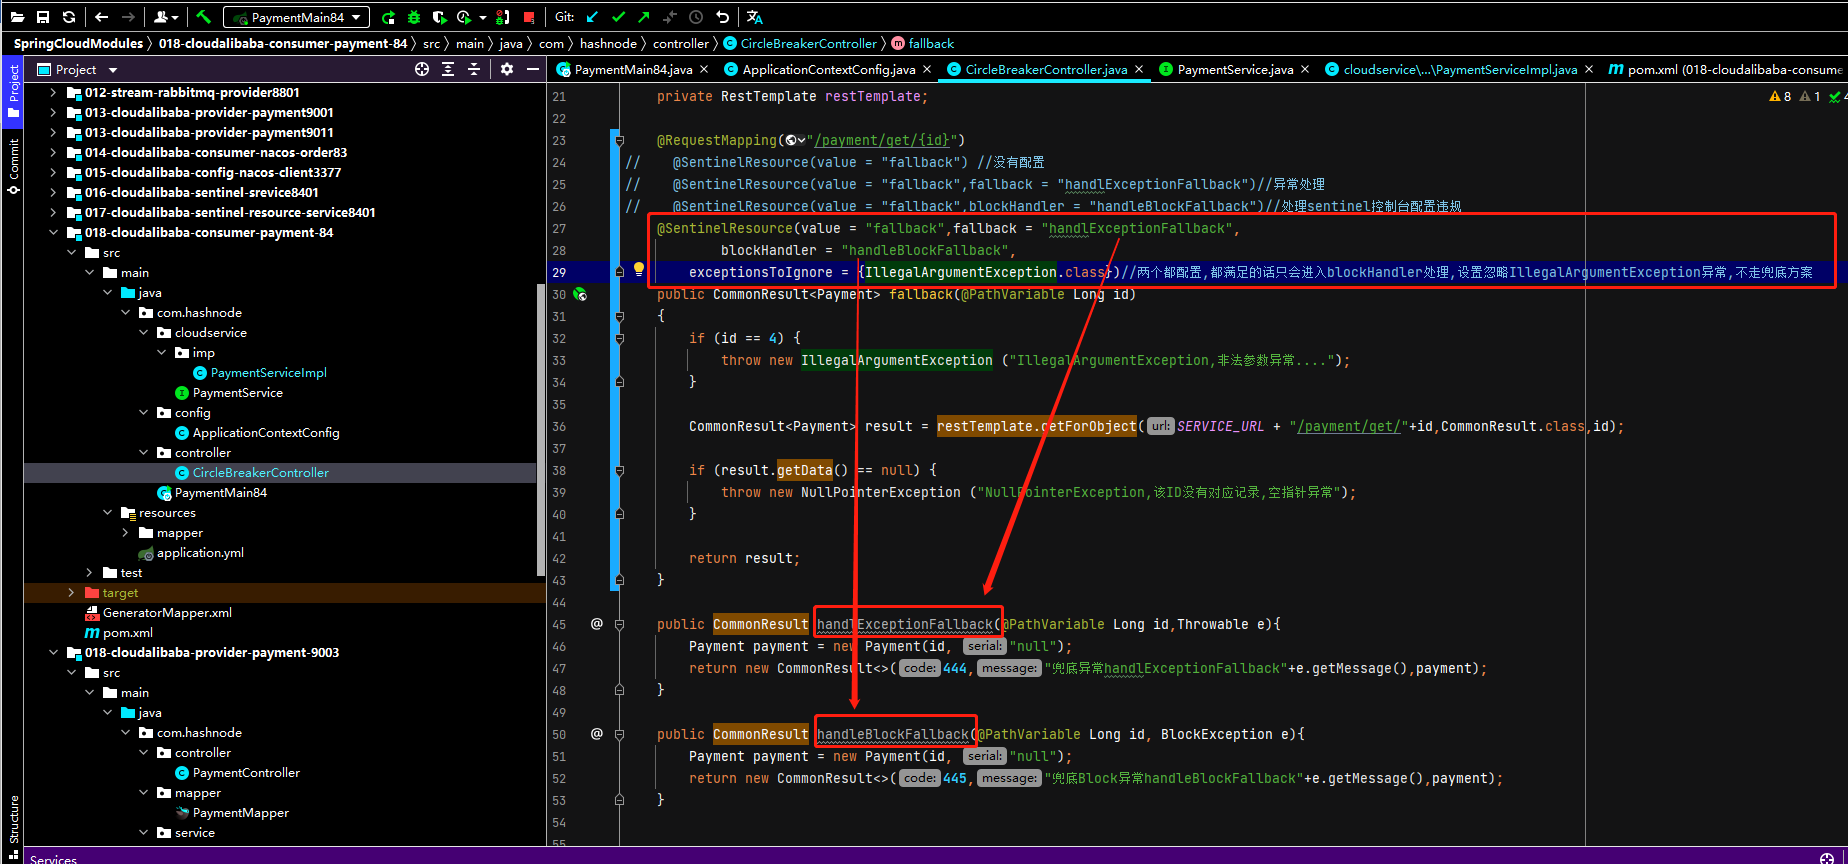 PaymentMain84
Git:
SpringCloudModules 018-cloudalibaba-consumer-payment-84 src main java com hashnode controller CircleBreakerController fallback
Project
PaymentMain84.java ApplicationContextConfig.java CircleBreakerController.java PaymentService.java cloudservice\...\PaymentServiceImpl.java pom.xml (018-cloudalibaba-consume
Project
Commit
Structure
012-stream-rabbitmq-provider8801
013-cloudalibaba-provider-payment9001
013-cloudalibaba-provider-payment9011
014-cloudalibaba-consumer-nacos-order83
015-cloudalibaba-config-nacos-client3377
016-cloudalibaba-sentinel-srevice8401
017-cloudalibaba-sentinel-resource-service8401
018-cloudalibaba-consumer-payment-84
src
main
java
com.hashnode
cloudservice
imp
PaymentServiceImpl
PaymentService
config
ApplicationContextConfig
controller
CircleBreakerController
PaymentMain84
resources
mapper
application.yml
test
target
GeneratorMapper.xml
pom.xml
018-cloudalibaba-provider-payment-9003
src
main
java
com.hashnode
controller
PaymentController
mapper
PaymentMapper
service
8 1 4
21 private RestTemplate restTemplate;
22
23 @RequestMapping("/payment/get/{id}")
24 // @SentinelResource(value = "fallback") //没有配置
25 // @SentinelResource(value = "fallback",fallback = "handlExceptionFallback")//异常处理
26 // @SentinelResource(value = "fallback",blockHandler = "handleBlockFallback")//处理sentinel控制台配置违规
27 @SentinelResource(value = "fallback",fallback = "handlExceptionFallback",
28 blockHandler = "handleBlockFallback",
29 exceptionsToIgnore = {IllegalArgumentException.class})//两个都配置,都满足的话只会进入blockHandler处理,设置忽略IllegalArgumentException异常,不走兜底方案
30 public CommonResult<Payment> fallback(@PathVariable Long id)
31 {
32 if (id == 4) {
33 throw new IllegalArgumentException ("IllegalArgumentException,非法参数异常....");
34 }
35
36 CommonResult<Payment> result = restTemplate.getForObject( url: SERVICE_URL + "/payment/get/"+id,CommonResult.class,id);
37
38 if (result.getData() == null) {
39 throw new NullPointerException ("NullPointerException,该ID没有对应记录,空指针异常");
40 }
41
42 return result;
43 }
44
45 @ public CommonResult handlExceptionFallback(@PathVariable Long id,Throwable e){
46 Payment payment = new Payment(id, serial: "null");
47 return new CommonResult<>( code: 444, message: "兜底异常handlExceptionFallback"+e.getMessage(),payment);
48 }
49
50 @ public CommonResult handleBlockFallback(@PathVariable Long id, BlockException e){
51 Payment payment = new Payment(id, serial: "null");
52 return new CommonResult<>( code: 445, message: "兜底Block异常handleBlockFallback"+e.getMessage(),payment);
53 }
54
55
Services